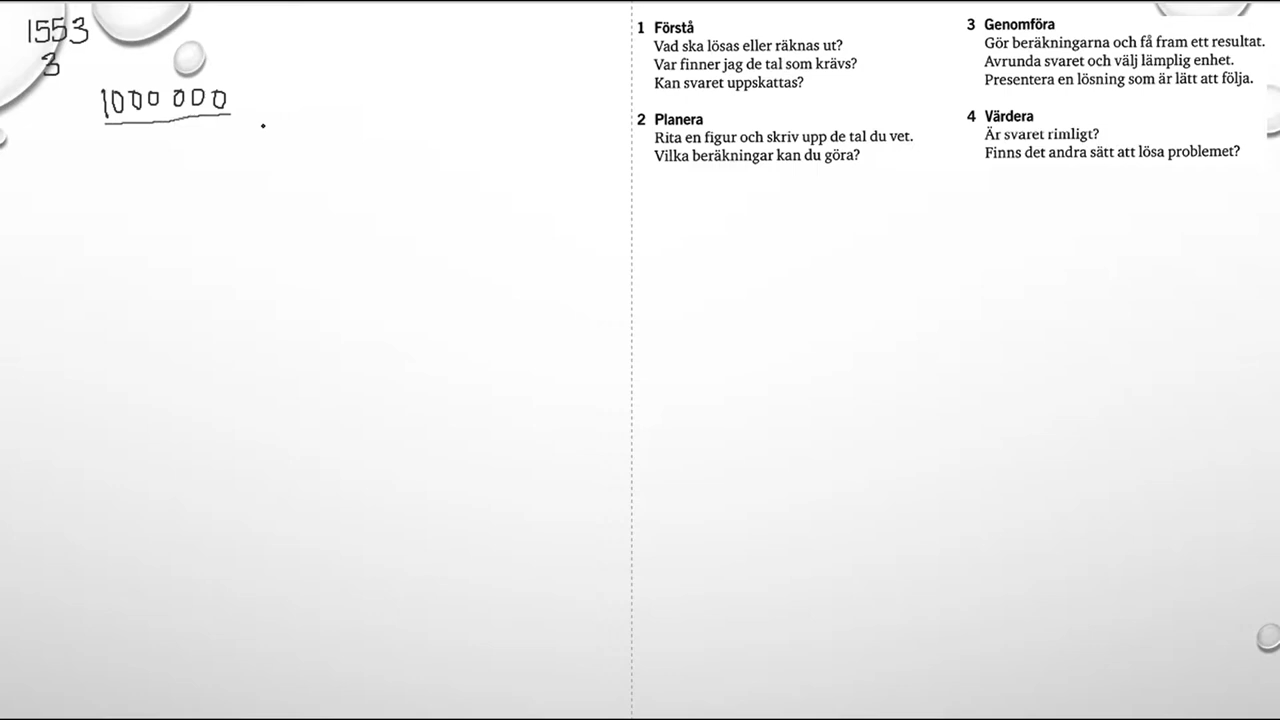 1553
3
1000 000
1 Förstå
Vad ska lösas eller räknas ut?
Var finner jag de tal som krävs?
Kan svaret uppskattas?
2 Planera
Rita en figur och skriv upp de tal du vet.
Vilka beräkningar kan du göra?
3 Genomföra
Gör beräkningarna och få fram ett resultat.
Avrunda svaret och välj lämplig enhet.
Presentera en lösning som är lätt att följa.
4 Värdera
Är svaret rimligt?
Finns det andra sätt att lösa problemet?